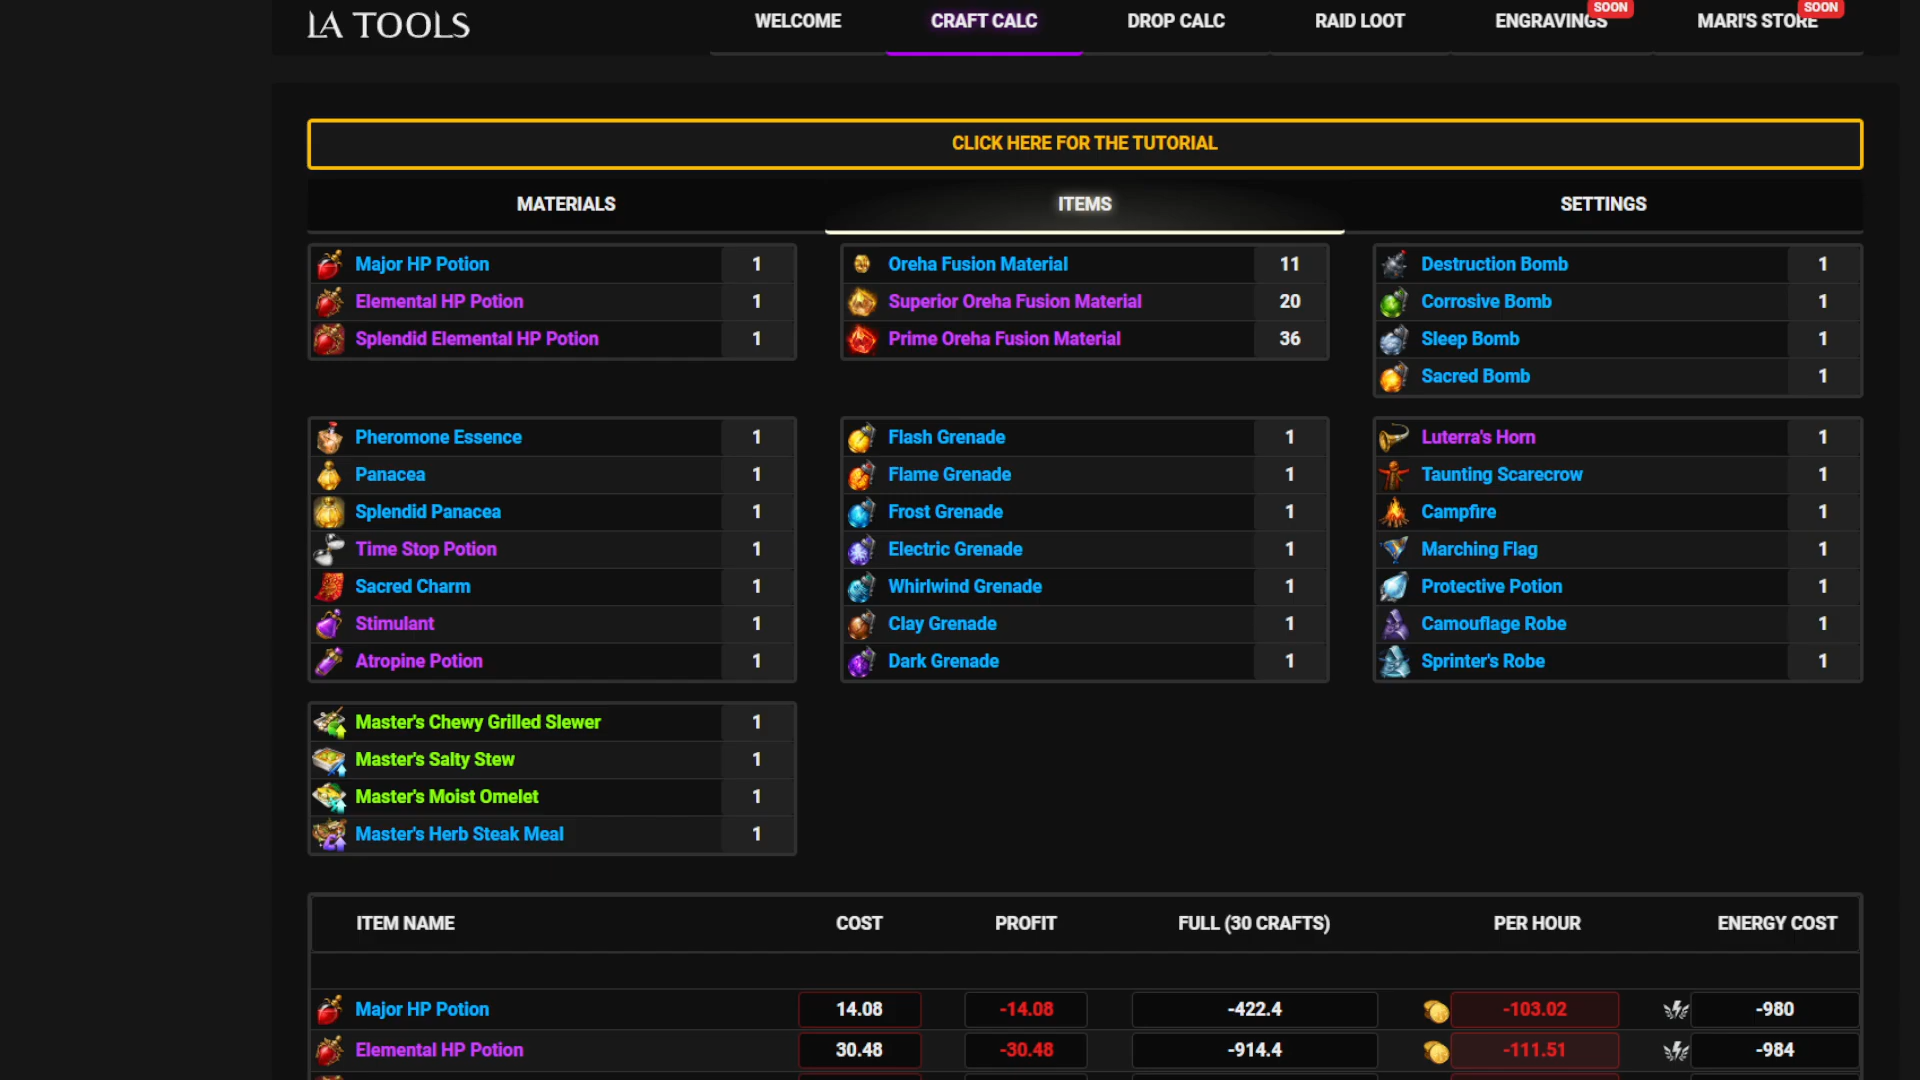 LA TOOLS
WELCOME
CRAFT CALC
DROP CALC
RAID LOOT
ENGRAVINGS
SOON
MARI'S STORE
SOON
CLICK HERE FOR THE TUTORIAL
MATERIALS
ITEMS
SETTINGS
Major HP Potion 1
Elemental HP Potion 1
Splendid Elemental HP Potion 1
Oreha Fusion Material 11
Superior Oreha Fusion Material 20
Prime Oreha Fusion Material 36
Destruction Bomb 1
Corrosive Bomb 1
Sleep Bomb 1
Sacred Bomb 1
Pheromone Essence 1
Panacea 1
Splendid Panacea 1
Time Stop Potion 1
Sacred Charm 1
Stimulant 1
Atropine Potion 1
Flash Grenade 1
Flame Grenade 1
Frost Grenade 1
Electric Grenade 1
Whirlwind Grenade 1
Clay Grenade 1
Dark Grenade 1
Luterra's Horn 1
Taunting Scarecrow 1
Campfire 1
Marching Flag 1
Protective Potion 1
Camouflage Robe 1
Sprinter's Robe 1
Master's Chewy Grilled Slewer 1
Master's Salty Stew 1
Master's Moist Omelet 1
Master's Herb Steak Meal 1
ITEM NAME COST PROFIT FULL (30 CRAFTS) PER HOUR ENERGY COST
Major HP Potion 14.08 -14.08 -422.4 -103.02 -980
Elemental HP Potion 30.48 -30.48 -914.4 -111.51 -984